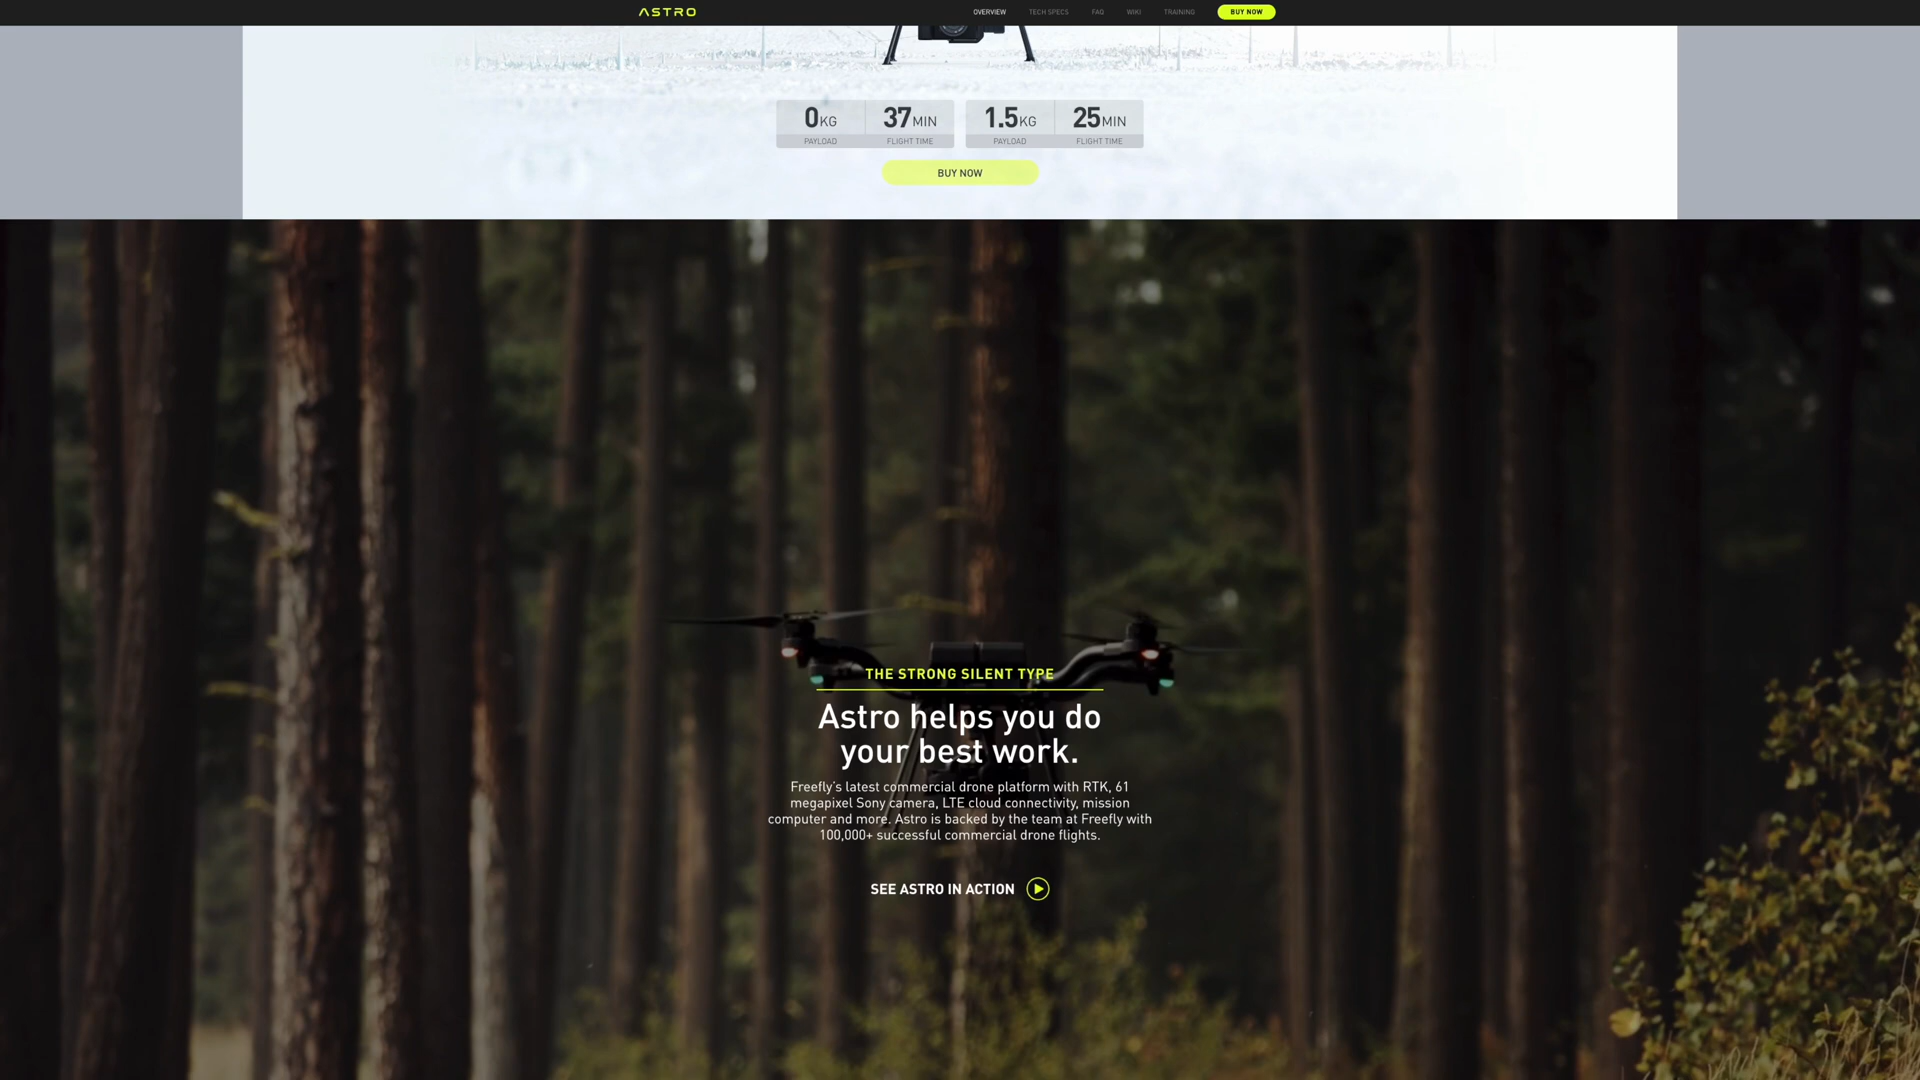 ASTRO
OVERVIEW
TECH SPECS
FAQ
WIKI
TRAINING
BUY NOW
0KG
PAYLOAD
37MIN
FLIGHT TIME
1.5KG
PAYLOAD
25MIN
FLIGHT TIME
BUY NOW
THE STRONG SILENT TYPE
Astro helps you do
your best work.
Freefly's latest commercial drone platform with RTK, 61
megapixel Sony camera, LTE cloud connectivity, mission
computer and more. Astro is backed by the team at Freefly with
100,000+ successful commercial drone flights.
SEE ASTRO IN ACTION